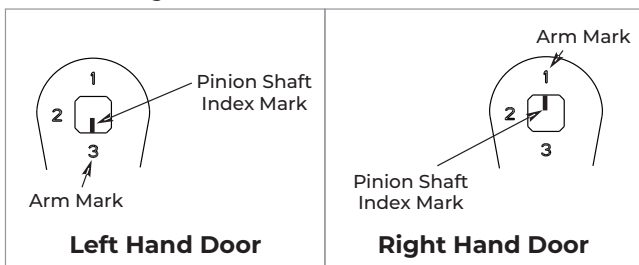 1
2
3
Pinion Shaft
Index Mark
Arm Mark
Left Hand Door
Arm Mark
1
2
3
Pinion Shaft
Index Mark
Right Hand Door